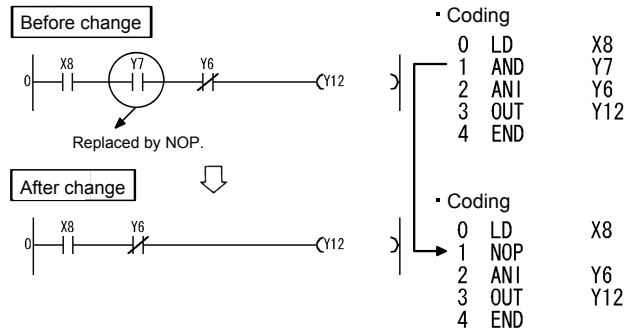 Before change
0 X8 Y7 Y6 Y12
Replaced by NOP.
After change
0 X8 Y6 Y12
▪ Coding
0 LD X8
1 AND Y7
2 ANI Y6
3 OUT Y12
4 END
▪ Coding
0 LD X8
1 NOP
2 ANI Y6
3 OUT Y12
4 END